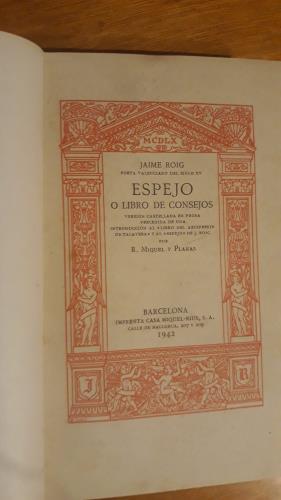 MCDLX
JAIME ROIG
POETA VALENCIANO DEL SIGLO XV
ESPEJO
O LIBRO DE CONSEJOS
VERSIÓN CASTELLANA EN PROSA
PRECEDIDA DE UNA
INTRODUCCIÓN AL «LIBRO DEL ARCIPRESTE
DE TALAVERA» Y AL «ESPEJO» DE J. ROIG,
POR
R. MIQUEL Y PLANAS
BARCELONA
IMPRENTA CASA MIQUEL-RIUS, S. A.
CALLE DE MALLORCA, 207 Y 209
1942
J R